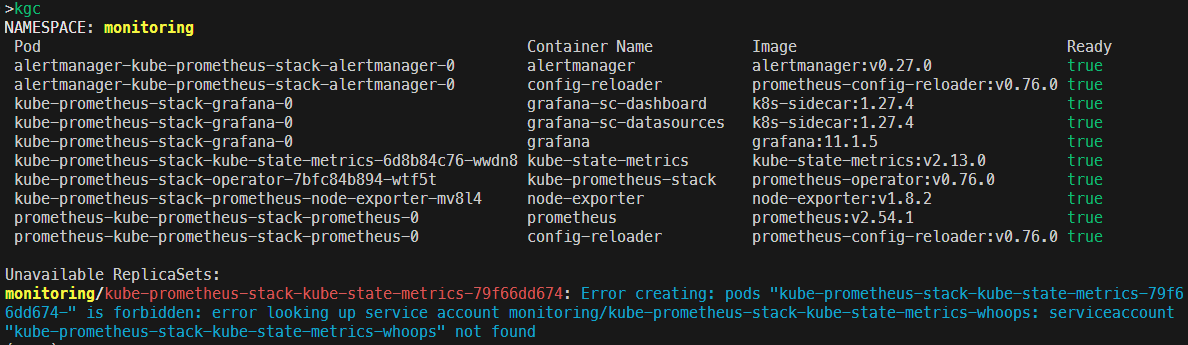 >kgc
NAMESPACE: monitoring
Pod Container Name Image Ready
alertmanager-kube-prometheus-stack-alertmanager-0 alertmanager alertmanager:v0.27.0 true
alertmanager-kube-prometheus-stack-alertmanager-0 config-reloader prometheus-config-reloader:v0.76.0 true
kube-prometheus-stack-grafana-0 grafana-sc-dashboard k8s-sidecar:1.27.4 true
kube-prometheus-stack-grafana-0 grafana-sc-datasources k8s-sidecar:1.27.4 true
kube-prometheus-stack-grafana-0 grafana grafana:11.1.5 true
kube-prometheus-stack-kube-state-metrics-6d8b84c76-wwdn8 kube-state-metrics kube-state-metrics:v2.13.0 true
kube-prometheus-stack-operator-7bfc84b894-wtf5t kube-prometheus-stack prometheus-operator:v0.76.0 true
kube-prometheus-stack-prometheus-node-exporter-mv8l4 node-exporter node-exporter:v1.8.2 true
prometheus-kube-prometheus-stack-prometheus-0 prometheus prometheus:v2.54.1 true
prometheus-kube-prometheus-stack-prometheus-0 config-reloader prometheus-config-reloader:v0.76.0 true
Unavailable ReplicaSets:
monitoring/kube-prometheus-stack-kube-state-metrics-79f66dd674: Error creating: pods "kube-prometheus-stack-kube-state-metrics-79f6
6dd674-" is forbidden: error looking up service account monitoring/kube-prometheus-stack-kube-state-metrics-whoops: serviceaccount
"kube-prometheus-stack-kube-state-metrics-whoops" not found